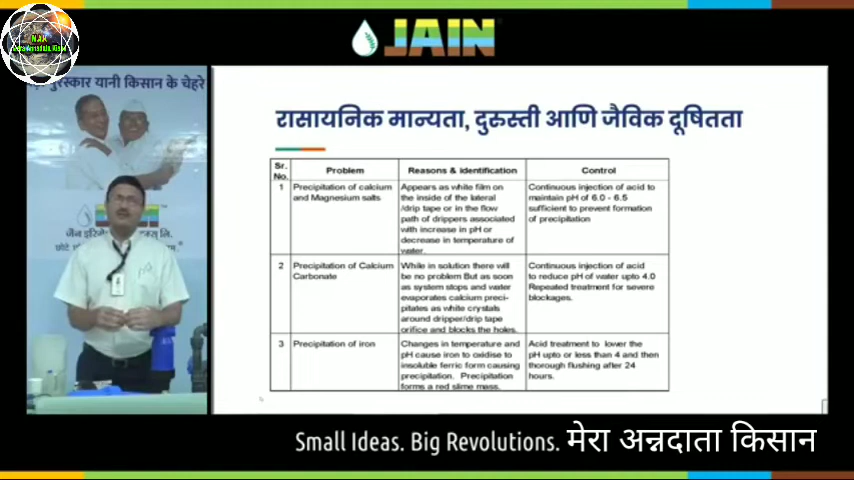 JAIN
N.A.K
Mera Annadata Kisan
पुरस्कार यानी किसान के चेहरे
रासायनिक मान्यता, दुरुस्ती आणि जैविक दूषितता
Sr. No. Problem Reasons & identification Control
1 Precipitation of calcium and Magnesium salts
Appears as white film on
the inside of the lateral
/drip tape or in the flow
path of drippers associated
with increase in pH or
decrease in temperature of
water.
Continuous injection of acid to
maintain pH of 6.0 - 6.5
sufficient to prevent formation
of precipitation
2 Precipitation of Calcium
Carbonate
While in solution there will
be no problem But as soon
as system stops and water
evaporates calcium preci-
pitates as white crystals
around dripper/drip tape
orifice and blocks the holes.
Continuous injection of acid
to reduce pH of water upto 4.0
Repeated treatment for severe
blockages.
3 Precipitation of iron
Changes in temperature and
pH cause iron to oxidise to
insoluble ferric form causing
precipitation. Precipitation
forms a red slime mass.
Acid treatment to lower the
pH upto or less than 4 and then
thorough flushing after 24
hours.
Small Ideas. Big Revolutions. मेरा अन्नदाता किसान